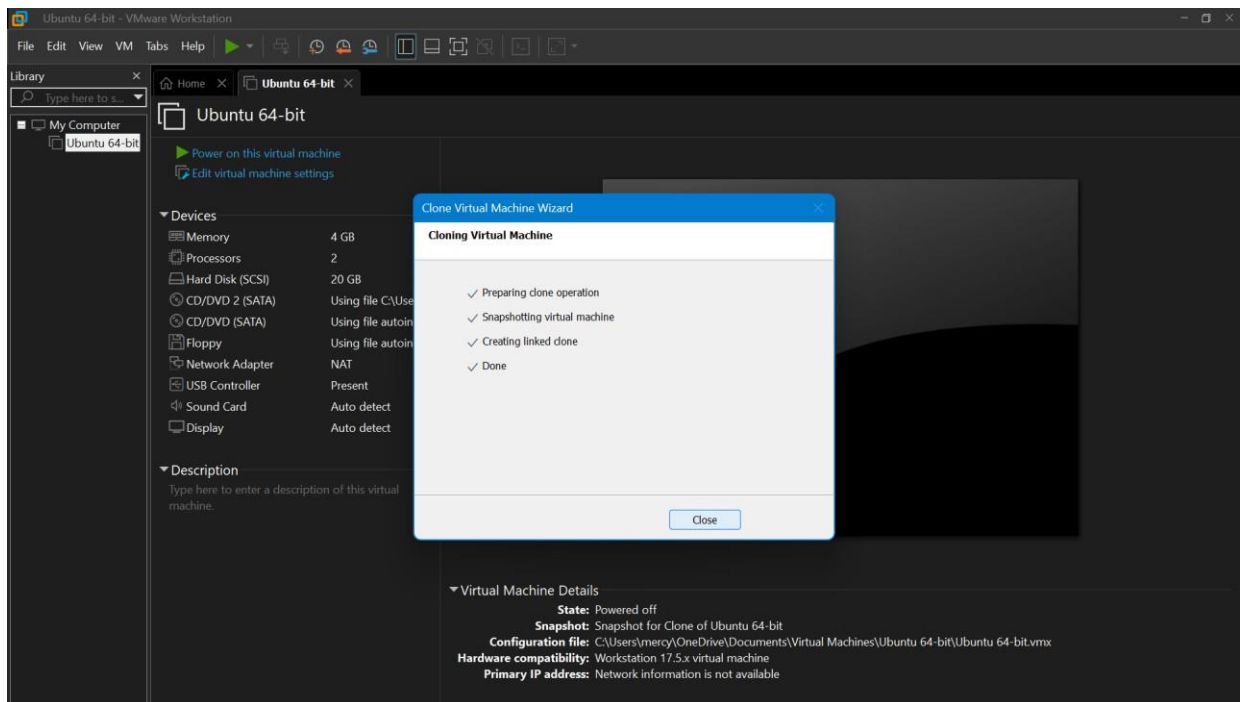 Ubuntu 64-bit - VMware Workstation
File Edit View VM Tabs Help
Library
Type here to s...
My Computer
Ubuntu 64-bit
Home
Ubuntu 64-bit
Ubuntu 64-bit
Power on this virtual machine
Edit virtual machine settings
Devices
Memory 4 GB
Processors 2
Hard Disk (SCSI) 20 GB
CD/DVD 2 (SATA) Using file C:\Use
CD/DVD (SATA) Using file autoin
Floppy Using file autoin
Network Adapter NAT
USB Controller Present
Sound Card Auto detect
Display Auto detect
Description
Type here to enter a description of this virtual
machine.
Clone Virtual Machine Wizard
Cloning Virtual Machine
Preparing clone operation
Snapshotting virtual machine
Creating linked clone
Done
Close
Virtual Machine Details
State: Powered off
Snapshot: Snapshot for Clone of Ubuntu 64-bit
Configuration file: C:\Users\mercy\OneDrive\Documents\Virtual Machines\Ubuntu 64-bit\Ubuntu 64-bit.vmx
Hardware compatibility: Workstation 17.5.x virtual machine
Primary IP address: Network information is not available